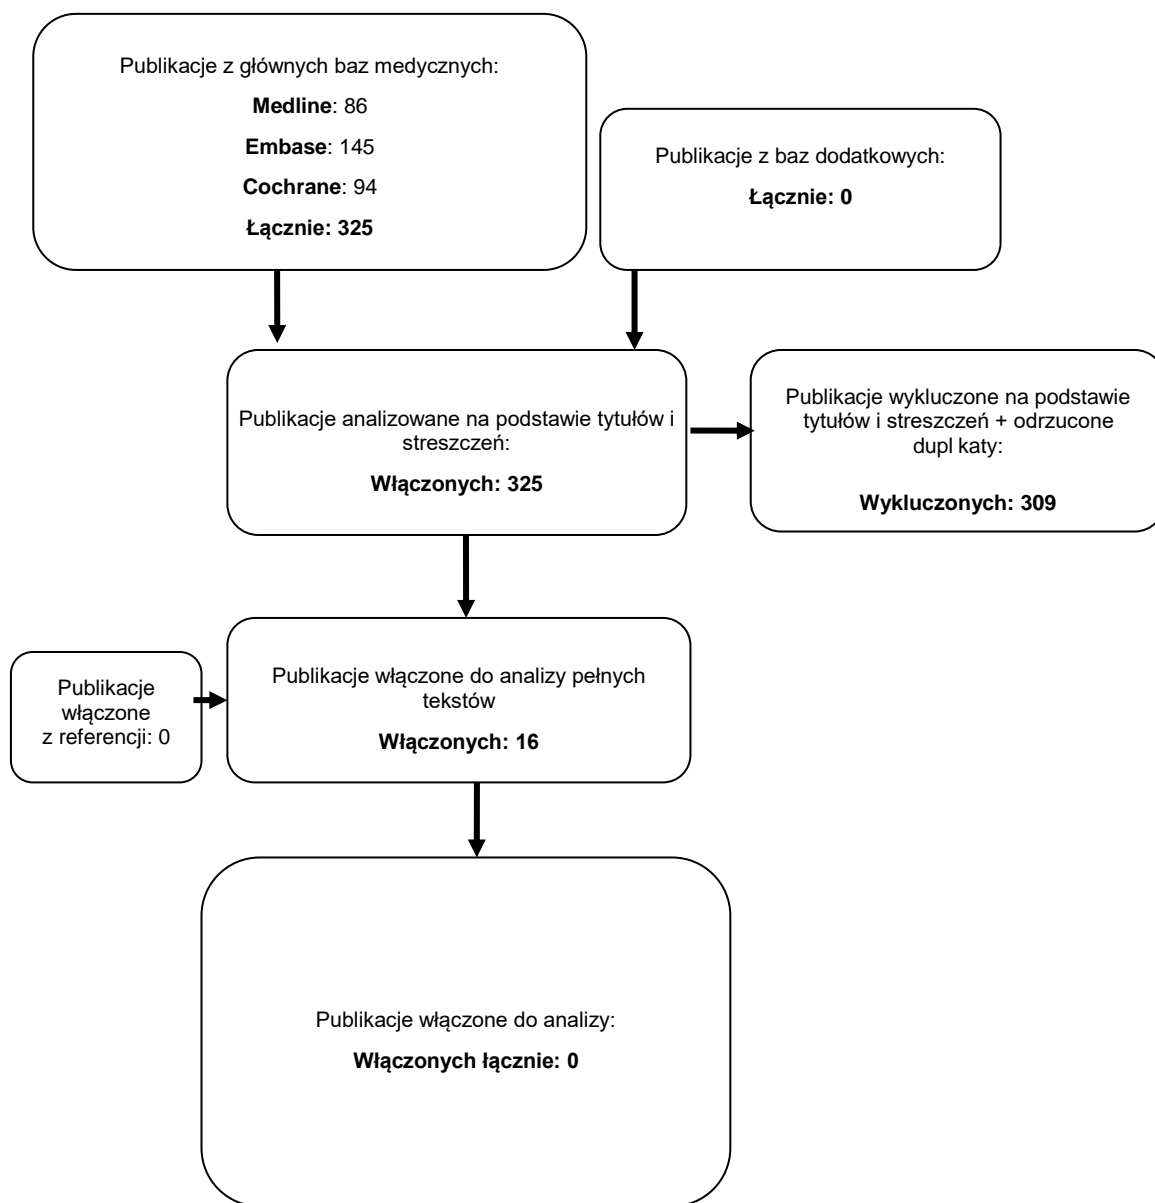 Publikacje z głównych baz medycznych:
Medline: 86
Embase: 145
Cochrane: 94
Łącznie: 325
Publikacje z baz dodatkowych:
Łącznie: 0
Publikacje analizowane na podstawie tytułów i
streszczeń:
Włączonych: 325
Publikacje wykluczone na podstawie
tytułów i streszczeń + odrzucone
dupl katy:
Wykluczonych: 309
Publikacje
włączone
z referencji: 0
Publikacje włączone do analizy pełnych
tekstów
Włączonych: 16
Publikacje włączone do analizy:
Włączonych łącznie: 0